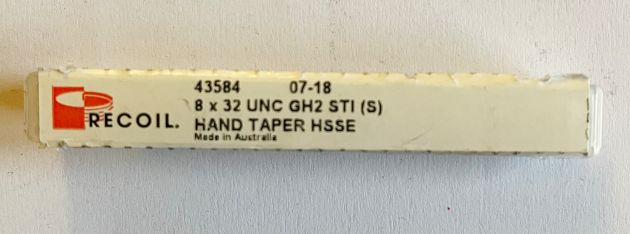 43584 07-18
8 x 32 UNC GH2 STI (S)
RECOIL.
HAND TAPER HSSE
Made in Australia